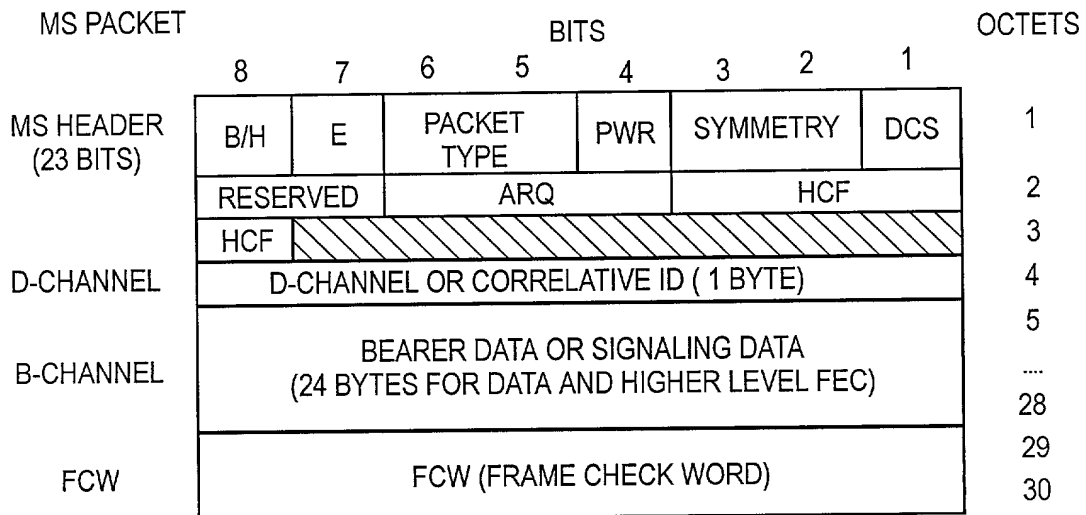 MS PACKET BITS OCTETS
8 7 6 5 4 3 2 1
MS HEADER
(23 BITS)
B/H E PACKET
TYPE PWR SYMMETRY DCS 1
RESERVED ARQ HCF 2
HCF 3
D-CHANNEL D-CHANNEL OR CORRELATIVE ID ( 1 BYTE) 4
B-CHANNEL BEARER DATA OR SIGNALING DATA
(24 BYTES FOR DATA AND HIGHER LEVEL FEC)
5
....
28
FCW FCW (FRAME CHECK WORD)
29
30